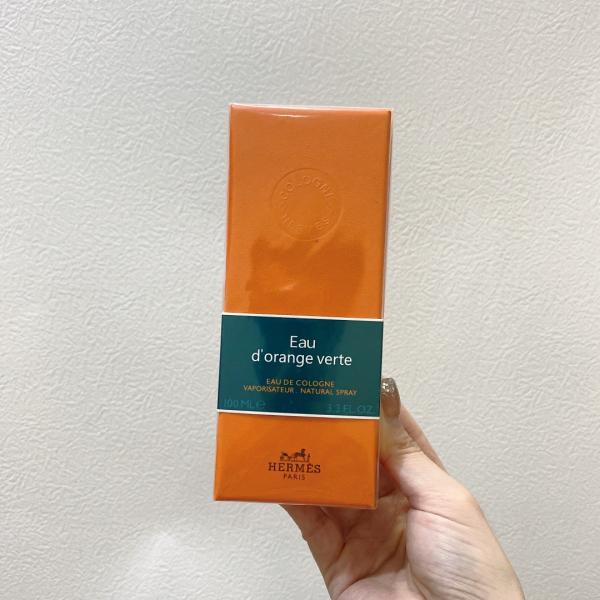 COLOGNE
HERMÈS
Eau
d'orange verte
EAU DE COLOGNE
VAPORISATEUR . NATURAL SPRAY
100 ML ℮ 3.3 FL.OZ.
HERMÈS
PARIS